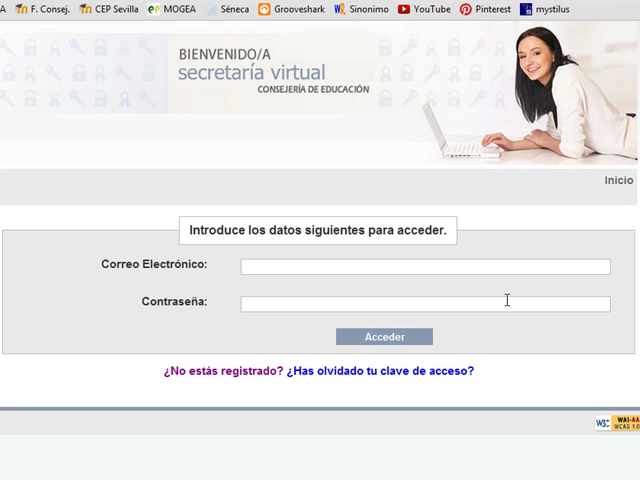 A F. Consej. CEP Sevilla MOGEA Séneca Grooveshark Sinonimo YouTube Pinterest mystilus
BIENVENIDO/A
secretaría virtual
CONSEJERÍA DE EDUCACIÓN
Inicio
Introduce los datos siguientes para acceder.
Correo Electrónico:
Contraseña:
Acceder
¿No estás registrado? ¿Has olvidado tu clave de acceso?
W3C WAI-AA
WCAG 1.0